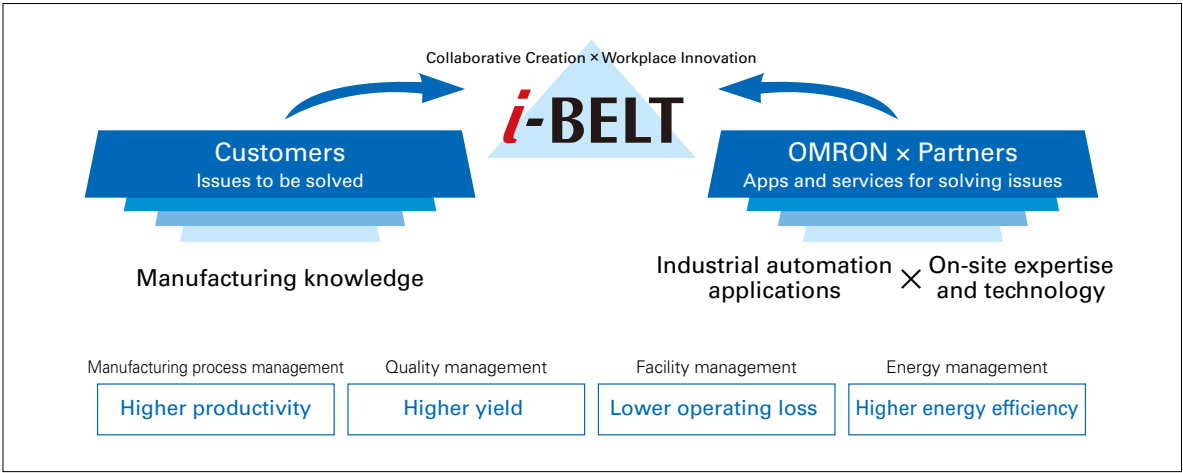 Collaborative Creation × Workplace Innovation
i-BELT
Customers
Issues to be solved
OMRON × Partners
Apps and services for solving issues
Manufacturing knowledge
Industrial automation
applications
×
On-site expertise
and technology
Manufacturing process management
Higher productivity
Quality management
Higher yield
Facility management
Lower operating loss
Energy management
Higher energy efficiency